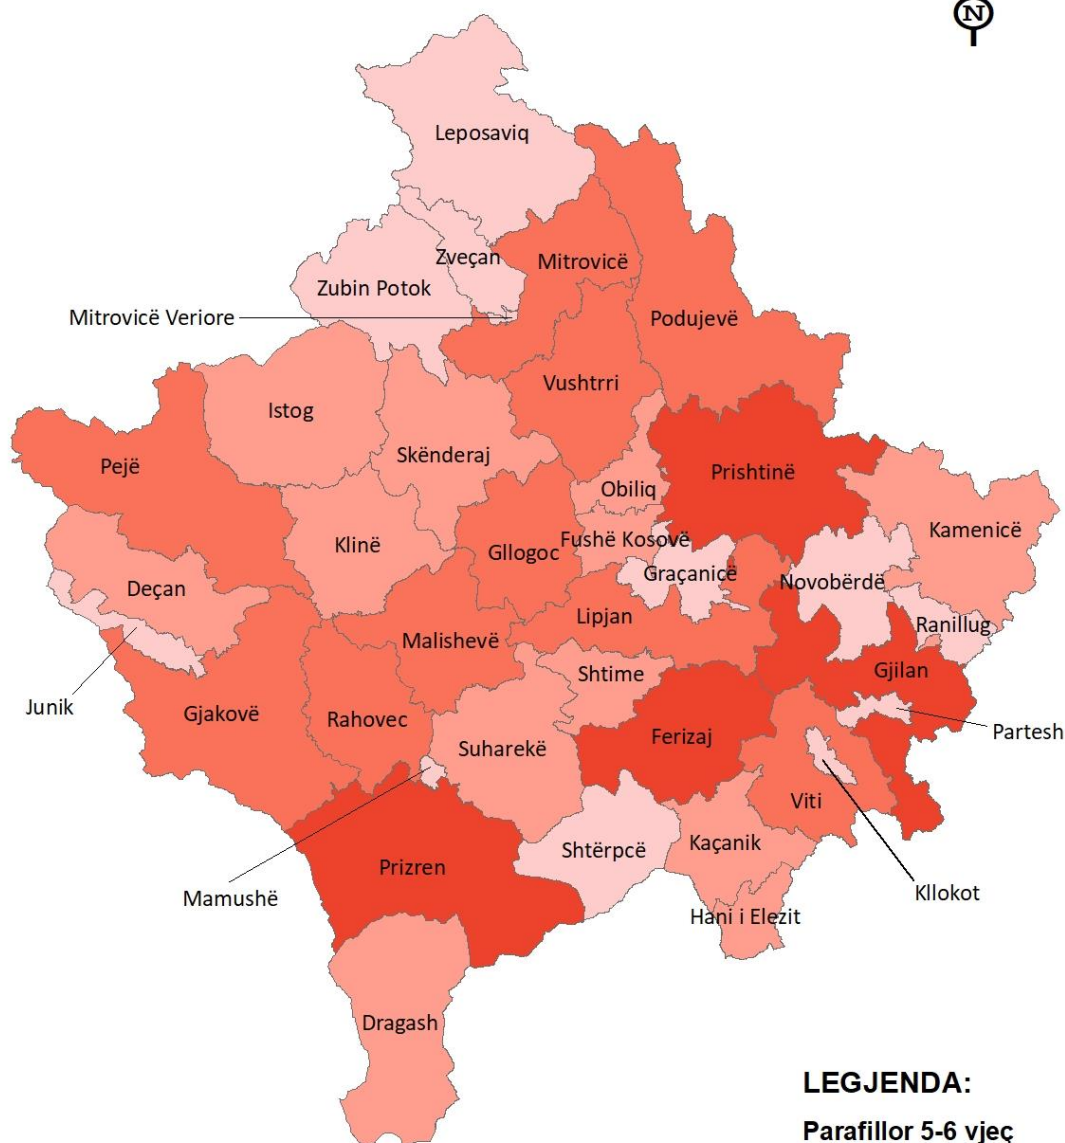 N
Leposaviq
Zveçan
Mitrovicë
Zubin Potok
Mitrovicë Veriore
Podujevë
Vushtrri
Istog
Skënderaj
Pejë
Prishtinë
Obiliq
Kamenicë
Fushë Kosovë
Klinë
Gllogoc
Graçanicë
Novobërdë
Deçan
Lipjan
Ranillug
Malishevë
Shtime
Gjilan
Junik
Gjakovë
Rahovec
Ferizaj
Partesh
Suharekë
Viti
Kaçanik
Shtërpcë
Prizren
Mamushë
Kllokot
Hani i Elezit
Dragash
LEGJENDA:
Parafillor 5-6 vjeç